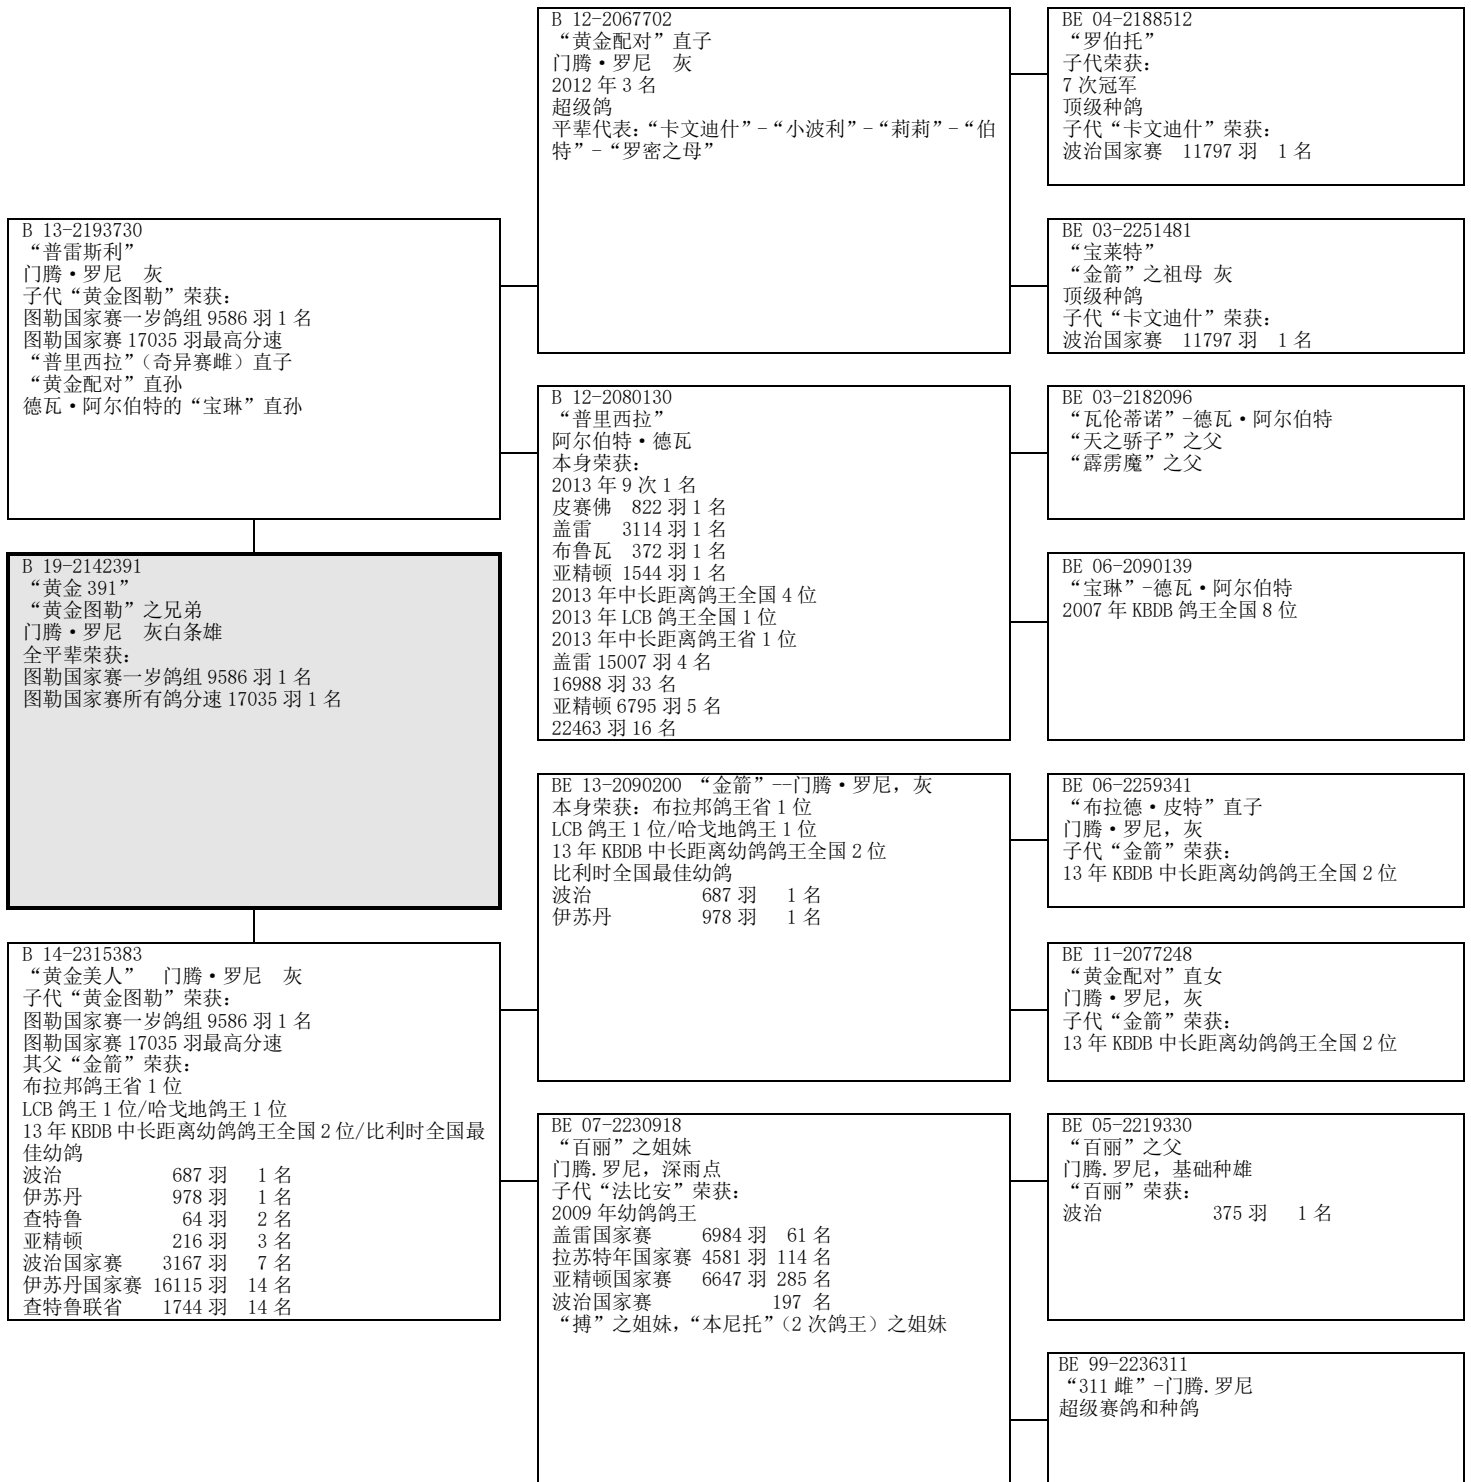 B 12-2067702
“黄金配对”直子
门腾•罗尼 灰
2012 年 3 名
超级鸽
平辈代表：“卡文迪什”-“小波利”-“莉莉”-“伯
特”-“罗密之母”
BE 04-2188512
“罗伯托”
子代荣获：
7 次冠军
顶级种鸽
子代“卡文迪什”荣获：
波治国家赛 11797 羽 1 名
B 13-2193730
“普雷斯利”
门腾•罗尼 灰
子代“黄金图勒”荣获：
图勒国家赛一岁鸽组 9586 羽 1 名
图勒国家赛 17035 羽最高分速
“普里西拉”（奇异赛雌）直子
“黄金配对”直孙
德瓦•阿尔伯特的“宝琳”直孙
BE 03-2251481
“宝莱特”
“金箭”之祖母 灰
顶级种鸽
子代“卡文迪什”荣获：
波治国家赛 11797 羽 1 名
B 12-2080130
“普里西拉”
阿尔伯特•德瓦
本身荣获：
2013 年 9 次 1 名
皮赛佛 822 羽 1 名
盖雷 3114 羽 1 名
布鲁瓦 372 羽 1 名
亚精顿 1544 羽 1 名
2013 年中长距离鸽王全国 4 位
2013 年 LCB 鸽王全国 1 位
2013 年中长距离鸽王省 1 位
盖雷 15007 羽 4 名
16988 羽 33 名
亚精顿 6795 羽 5 名
22463 羽 16 名
BE 03-2182096
“瓦伦蒂诺”-德瓦•阿尔伯特
“天之骄子”之父
“霹雳魔”之父
B 19-2142391
“黄金 391”
“黄金图勒”之兄弟
门腾•罗尼 灰白条雄
全平辈荣获：
图勒国家赛一岁鸽组 9586 羽 1 名
图勒国家赛所有鸽分速 17035 羽 1 名
BE 06-2090139
“宝琳”-德瓦•阿尔伯特
2007 年 KBDB 鸽王全国 8 位
BE 13-2090200 “金箭”--门腾•罗尼，灰
本身荣获：布拉邦鸽王省 1 位
LCB 鸽王 1 位/哈戈地鸽王 1 位
13 年 KBDB 中长距离幼鸽鸽王全国 2 位
比利时全国最佳幼鸽
波治 687 羽 1 名
伊苏丹 978 羽 1 名
BE 06-2259341
“布拉德•皮特”直子
门腾•罗尼，灰
子代“金箭”荣获：
13 年 KBDB 中长距离幼鸽鸽王全国 2 位
B 14-2315383
“黄金美人” 门腾•罗尼 灰
子代“黄金图勒”荣获：
图勒国家赛一岁鸽组 9586 羽 1 名
图勒国家赛 17035 羽最高分速
其父“金箭”荣获：
布拉邦鸽王省 1 位
LCB 鸽王 1 位/哈戈地鸽王 1 位
13 年 KBDB 中长距离幼鸽鸽王全国 2 位/比利时全国最
佳幼鸽
波治 687 羽 1 名
伊苏丹 978 羽 1 名
查特鲁 64 羽 2 名
亚精顿 216 羽 3 名
波治国家赛 3167 羽 7 名
伊苏丹国家赛 16115 羽 14 名
查特鲁联省 1744 羽 14 名
BE 11-2077248
“黄金配对”直女
门腾•罗尼，灰
子代“金箭”荣获：
13 年 KBDB 中长距离幼鸽鸽王全国 2 位
BE 07-2230918
“百丽”之姐妹
门腾.罗尼，深雨点
子代“法比安”荣获：
2009 年幼鸽鸽王
盖雷国家赛 6984 羽 61 名
拉苏特年国家赛 4581 羽 114 名
亚精顿国家赛 6647 羽 285 名
波治国家赛 197 名
“搏”之姐妹，“本尼托”（2 次鸽王）之姐妹
BE 05-2219330
“百丽”之父
门腾.罗尼，基础种雄
“百丽”荣获：
波治 375 羽 1 名
BE 99-2236311
“311 雌”-门腾.罗尼
超级赛鸽和种鸽